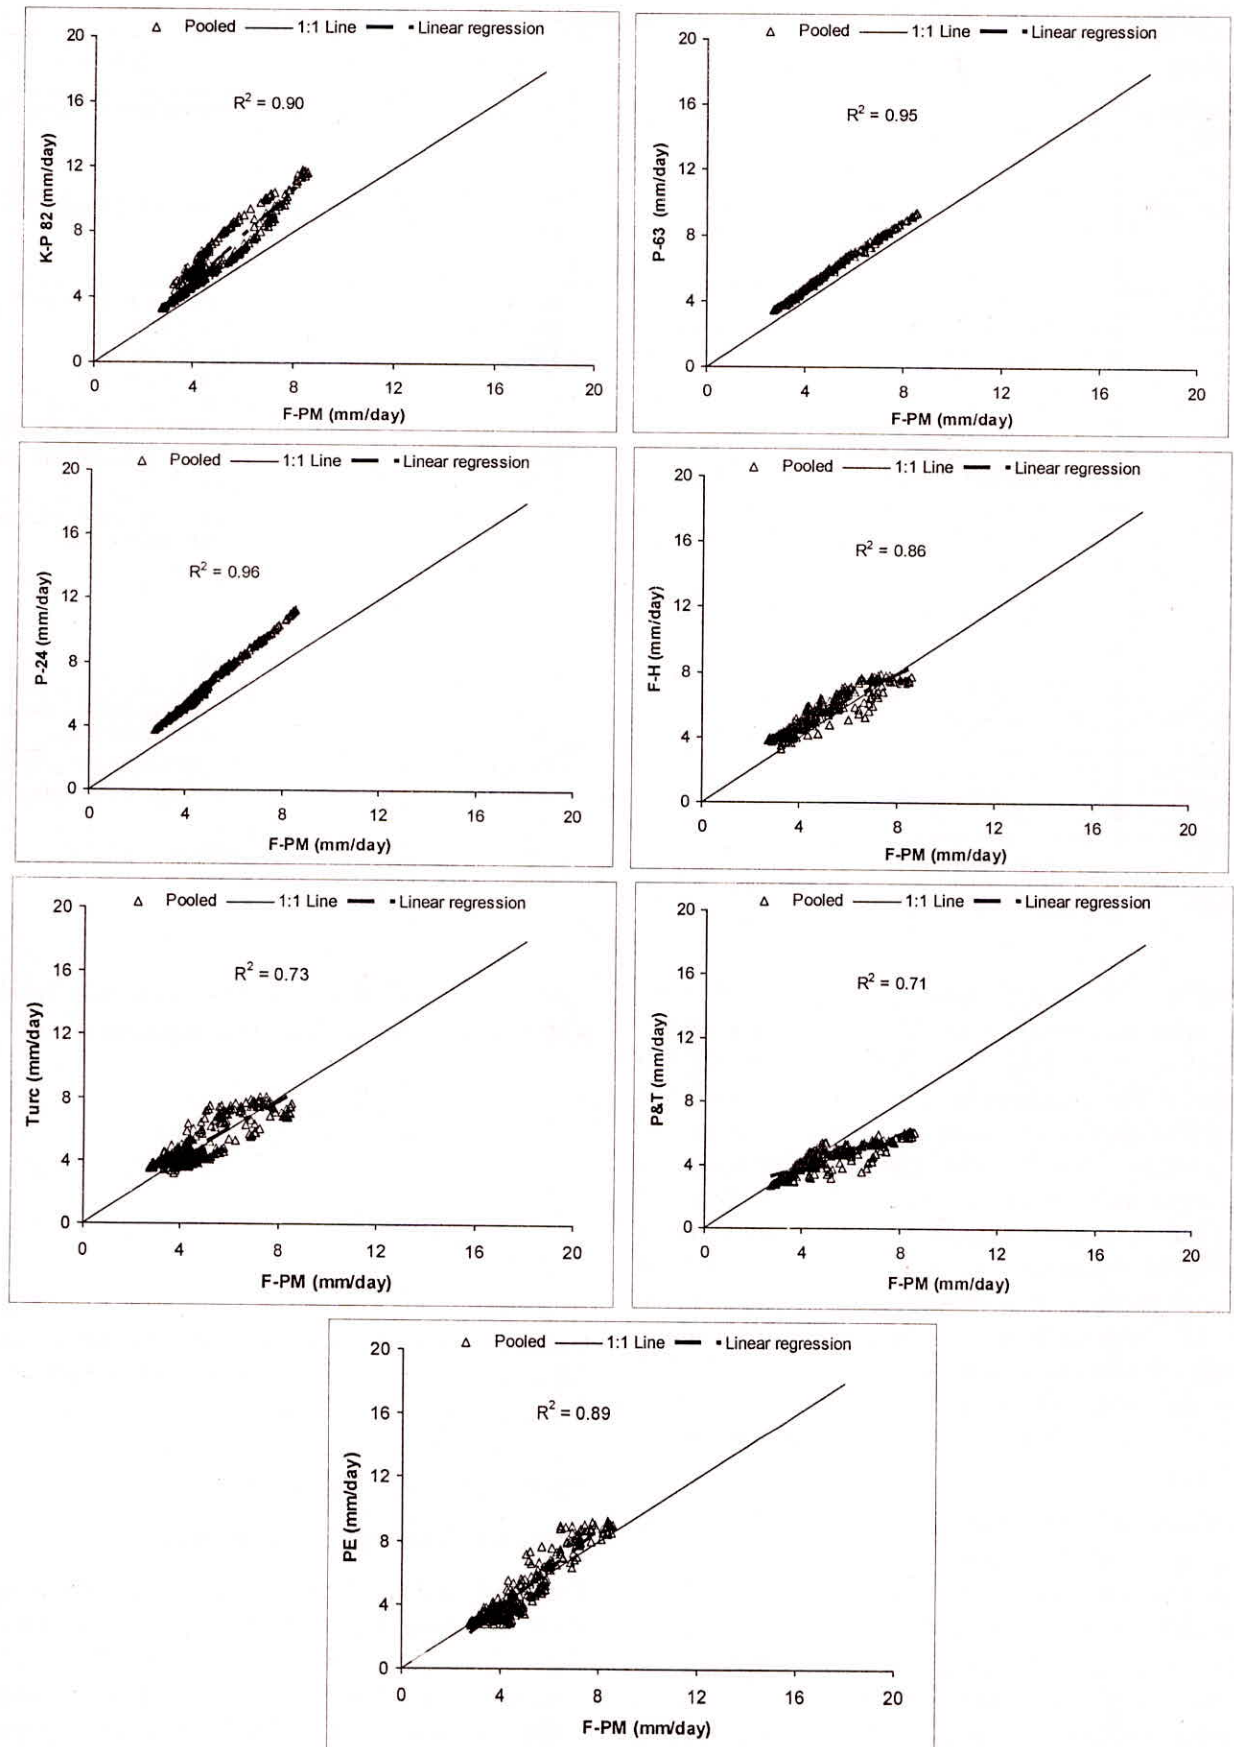 Pooled 1:1 Line Linear regression
20
16
12
8
4
0
K-P 82 (mm/day)
R² = 0.90
0 4 8 12 16 20
F-PM (mm/day)
Pooled 1:1 Line Linear regression
20
16
12
8
4
0
P-63 (mm/day)
R² = 0.95
0 4 8 12 16 20
F-PM (mm/day)
Pooled 1:1 Line Linear regression
20
16
12
8
4
0
P-24 (mm/day)
R² = 0.96
0 4 8 12 16 20
F-PM (mm/day)
Pooled 1:1 Line Linear regression
20
16
12
8
4
0
F-H (mm/day)
R² = 0.86
0 4 8 12 16 20
F-PM (mm/day)
Pooled 1:1 Line Linear regression
20
16
12
8
4
0
Turc (mm/day)
R² = 0.73
0 4 8 12 16 20
F-PM (mm/day)
Pooled 1:1 Line Linear regression
20
16
12
8
4
0
P&T (mm/day)
R² = 0.71
0 4 8 12 16 20
F-PM (mm/day)
Pooled 1:1 Line Linear regression
20
16
12
8
4
0
PE (mm/day)
R² = 0.89
0 4 8 12 16 20
F-PM (mm/day)